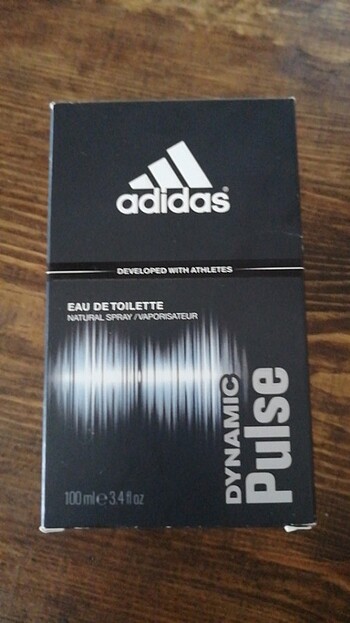 adidas®
DEVELOPED WITH ATHLETES
EAU DE TOILETTE
NATURAL SPRAY / VAPORISATEUR
DYNAMIC
Pulse
100 ml ℮ 3.4 fl oz